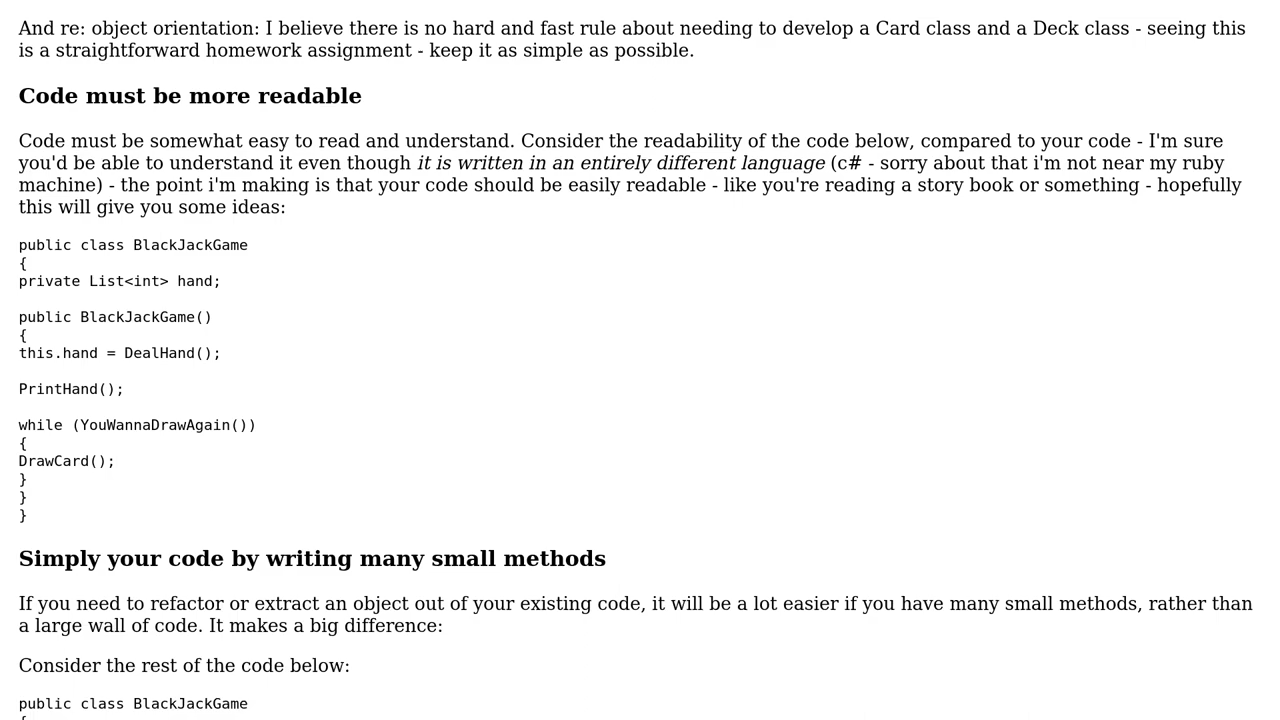 And re: object orientation: I believe there is no hard and fast rule about needing to develop a Card class and a Deck class - seeing this
is a straightforward homework assignment - keep it as simple as possible.
Code must be more readable
Code must be somewhat easy to read and understand. Consider the readability of the code below, compared to your code - I'm sure
you'd be able to understand it even though it is written in an entirely different language (c# - sorry about that i'm not near my ruby
machine) - the point i'm making is that your code should be easily readable - like you're reading a story book or something - hopefully
this will give you some ideas:
public class BlackJackGame
{
private List<int> hand;
public BlackJackGame()
{
this.hand = DealHand();
PrintHand();
while (YouWannaDrawAgain())
{
DrawCard();
}
}
}
Simply your code by writing many small methods
If you need to refactor or extract an object out of your existing code, it will be a lot easier if you have many small methods, rather than
a large wall of code. It makes a big difference:
Consider the rest of the code below:
public class BlackJackGame
{